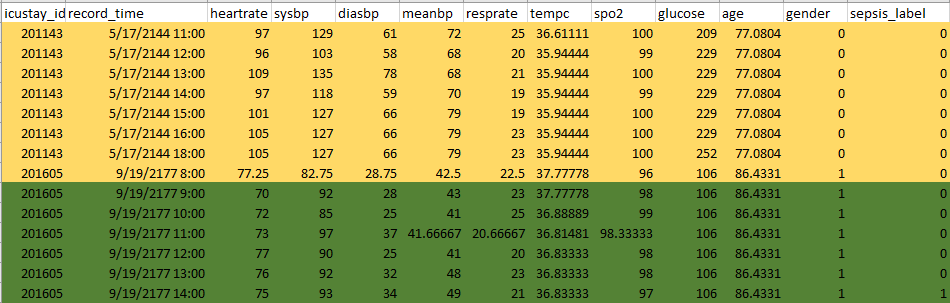 icustay_id record_time heartrate sysbp diasbp meanbp resprate tempc spo2 glucose age gender sepsis_label
201143 5/17/2144 11:00 97 129 61 72 25 36.61111 100 209 77.0804 0 0
201143 5/17/2144 12:00 96 103 58 68 20 35.94444 99 229 77.0804 0 0
201143 5/17/2144 13:00 109 135 78 68 21 35.94444 100 229 77.0804 0 0
201143 5/17/2144 14:00 97 118 59 70 19 35.94444 99 229 77.0804 0 0
201143 5/17/2144 15:00 101 127 66 79 19 35.94444 100 229 77.0804 0 0
201143 5/17/2144 16:00 105 127 66 79 23 35.94444 100 229 77.0804 0 0
201143 5/17/2144 18:00 105 127 66 79 23 35.94444 100 252 77.0804 0 0
201605 9/19/2177 8:00 77.25 82.75 28.75 42.5 22.5 37.77778 96 106 86.4331 1 0
201605 9/19/2177 9:00 70 92 28 43 23 37.77778 98 106 86.4331 1 0
201605 9/19/2177 10:00 72 85 25 41 25 36.88889 99 106 86.4331 1 0
201605 9/19/2177 11:00 73 97 37 41.66667 20.66667 36.81481 98.33333 106 86.4331 1 0
201605 9/19/2177 12:00 77 90 25 41 20 36.83333 98 106 86.4331 1 0
201605 9/19/2177 13:00 76 92 32 48 23 36.83333 98 106 86.4331 1 0
201605 9/19/2177 14:00 75 93 34 49 21 36.83333 97 106 86.4331 1 1